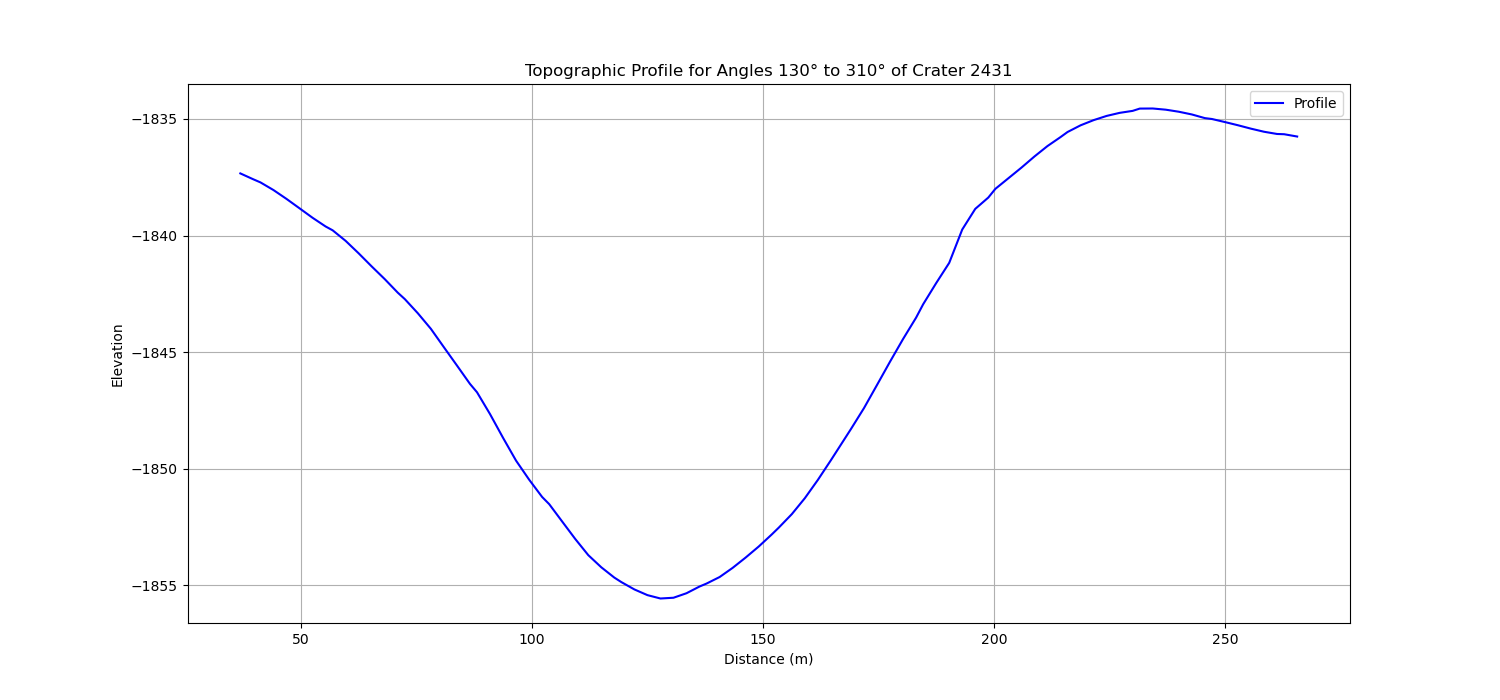 Topographic Profile for Angles 130° to 310° of Crater 2431
Profile
−1835
−1840
−1845
−1850
−1855
Elevation
50
100
150
200
250
Distance (m)